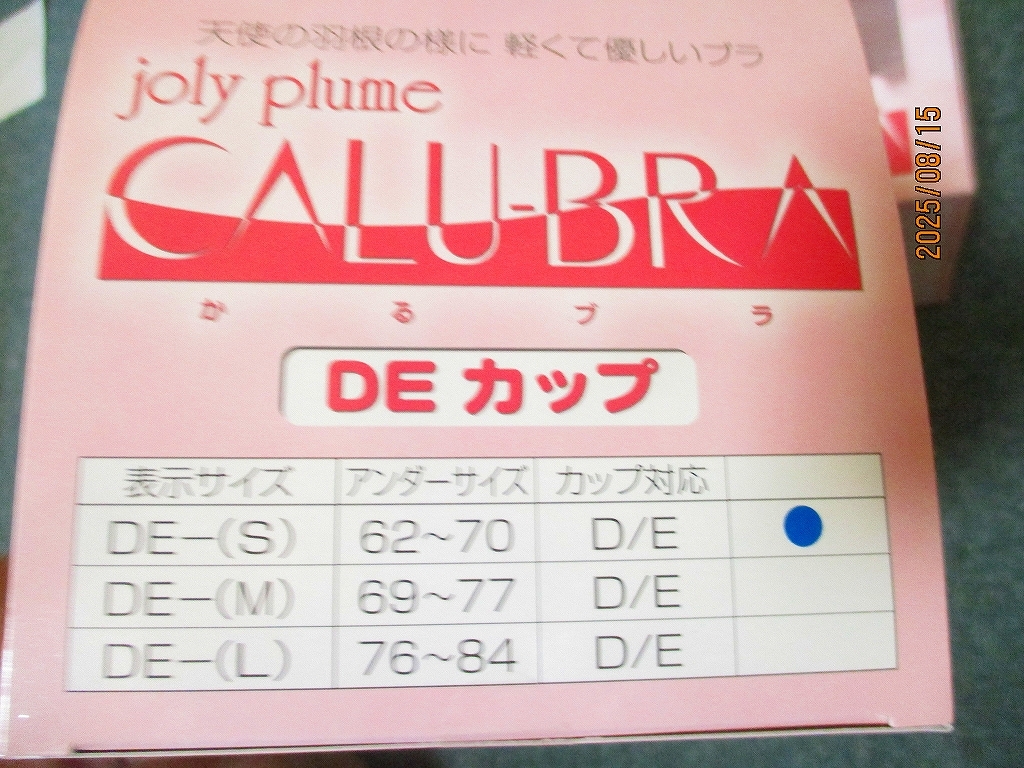 天使の羽根の様に 軽くて優しいブラ
joly plume
CALU-BRA
かるブラ
DE カップ
表示サイズ アンダーサイズ カップ対応
DE-(S) 62~70 D/E
DE-(M) 69~77 D/E
DE-(L) 76~84 D/E
2025/08/15